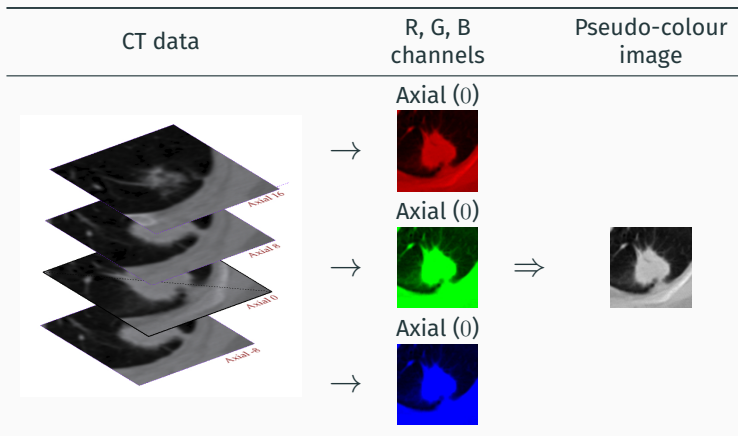 CT data
R, G, B
channels
Pseudo-colour
image
Axial (0)
Axial 16
→
Axial (0)
Axial 8
→
⇒
Axial 0
Axial (0)
Axial -8
→